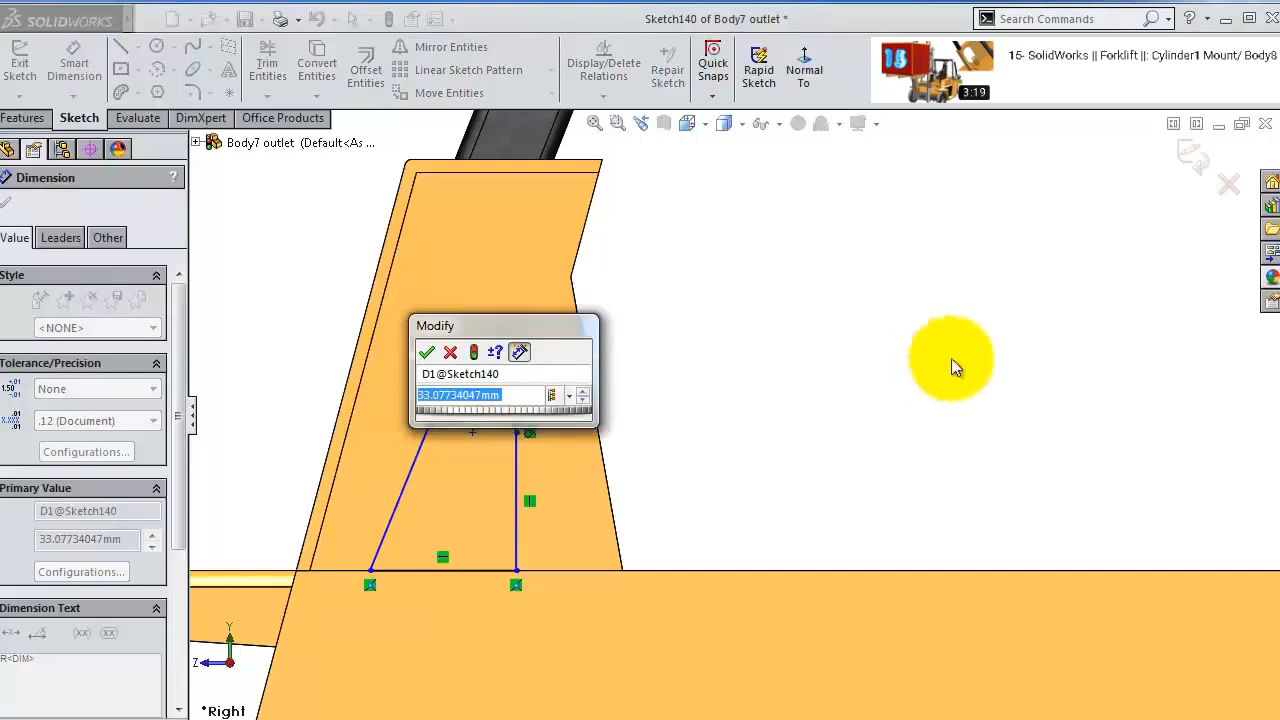 SOLIDWORKS
Sketch140 of Body7 outlet *
Search Commands
?
Exit Sketch
Smart Dimension
Trim Entities
Convert Entities
Offset Entities
Mirror Entities
Linear Sketch Pattern
Move Entities
Display/Delete Relations
Repair Sketch
Quick Snaps
Rapid Sketch
Normal To
15
3:19
15- SolidWorks || Forklift ||: Cylinder1 Mount/ Body8
Features
Sketch
Evaluate
DimXpert
Office Products
Body7 outlet (Default<As ...
Dimension
?
Value
Leaders
Other
Style
<NONE>
Tolerance/Precision
None
.12 (Document)
Configurations...
Primary Value
D1@Sketch140
33.07734047mm
Configurations...
Dimension Text
R<DIM>
Modify
D1@Sketch140
33.07734047mm
Y
Z
*Right